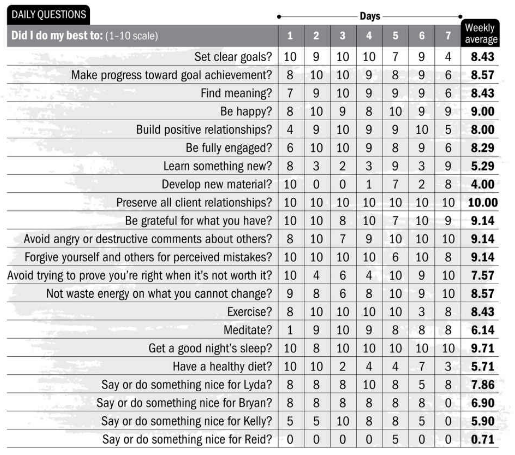 DAILY QUESTIONS
Days
Did I do my best to: (1–10 scale) 1 2 3 4 5 6 7 Weekly average
Set clear goals? 10 9 10 10 7 9 4 8.43
Make progress toward goal achievement? 8 10 10 9 8 9 6 8.57
Find meaning? 7 9 10 9 9 9 6 8.43
Be happy? 8 10 9 8 10 9 9 9.00
Build positive relationships? 4 9 10 9 9 10 5 8.00
Be fully engaged? 6 10 10 9 8 9 6 8.29
Learn something new? 8 3 2 3 9 3 9 5.29
Develop new material? 10 0 0 1 7 2 8 4.00
Preserve all client relationships? 10 10 10 10 10 10 10 10.00
Be grateful for what you have? 10 10 8 10 7 10 9 9.14
Avoid angry or destructive comments about others? 8 10 7 9 10 10 10 9.14
Forgive yourself and others for perceived mistakes? 10 10 10 10 6 10 8 9.14
Avoid trying to prove you're right when it's not worth it? 10 4 6 4 10 9 10 7.57
Not waste energy on what you cannot change? 9 8 6 8 10 9 10 8.57
Exercise? 8 10 10 10 10 3 8 8.43
Meditate? 1 9 10 9 8 8 8 6.14
Get a good night's sleep? 10 8 10 10 10 10 10 9.71
Have a healthy diet? 10 10 2 4 4 7 3 5.71
Say or do something nice for Lyda? 8 8 8 10 8 5 8 7.86
Say or do something nice for Bryan? 8 8 8 8 8 8 0 6.90
Say or do something nice for Kelly? 5 5 10 8 8 5 0 5.90
Say or do something nice for Reid? 0 0 0 0 5 0 0 0.71